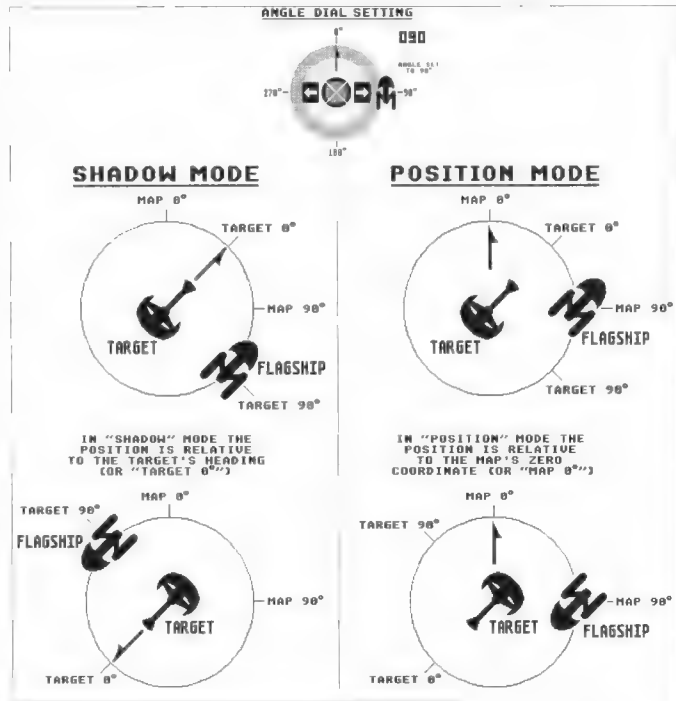 ANGLE DIAL SETTING
0°
090
ANGLE SET
TO 90°
270°
90°
180°
SHADOW MODE
MAP 0°
TARGET 0°
MAP 90°
TARGET
FLAGSHIP
TARGET 90°
IN "SHADOW" MODE THE
POSITION IS RELATIVE
TO THE TARGET'S HEADING
(OR "TARGET 0°")
MAP 0°
TARGET 90°
FLAGSHIP
MAP 90°
TARGET
TARGET 0°
POSITION MODE
MAP 0°
TARGET 0°
MAP 90°
TARGET
FLAGSHIP
TARGET 90°
IN "POSITION" MODE THE
POSITION IS RELATIVE
TO THE MAP'S ZERO
COORDINATE (OR "MAP 0°")
MAP 0°
TARGET 90°
MAP 90°
TARGET
FLAGSHIP
TARGET 0°